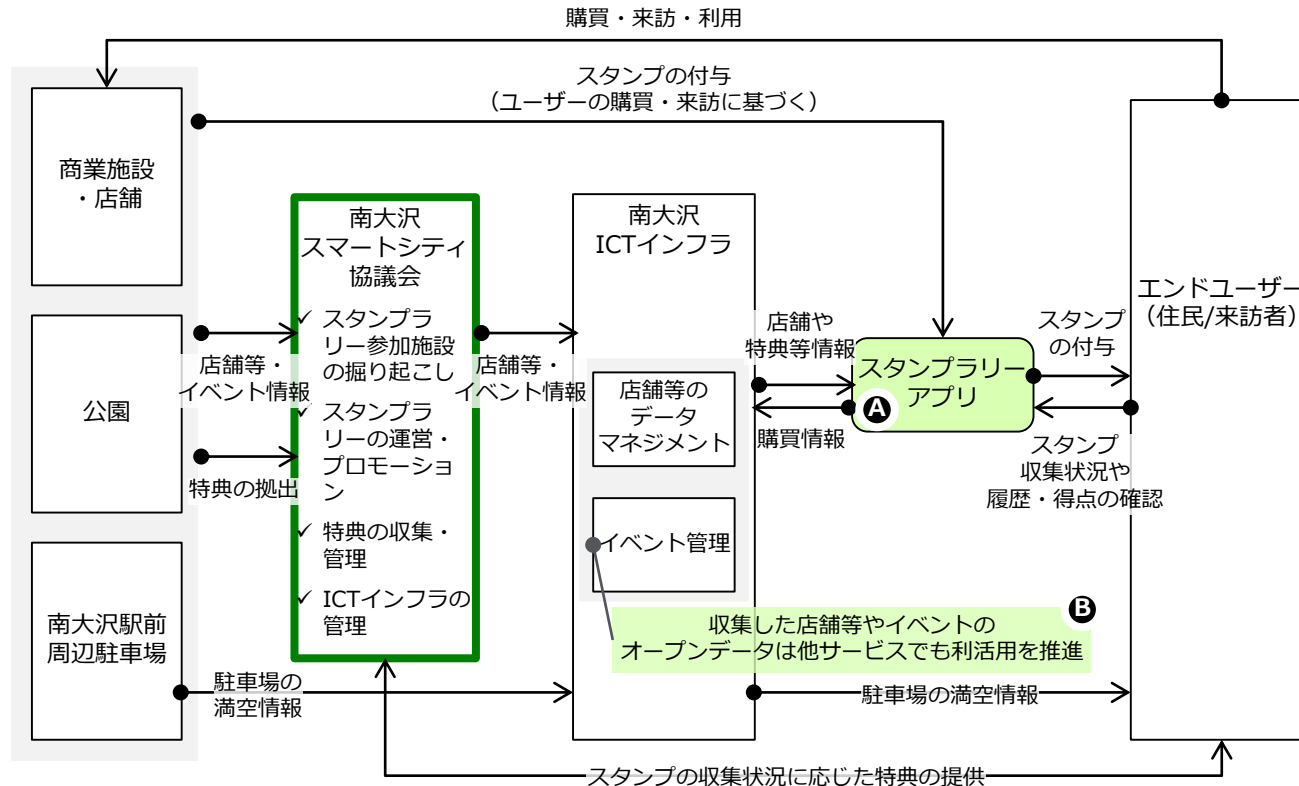 購買・来訪・利用
スタンプの付与
（ユーザーの購買・来訪に基づく）
商業施設
・店舗
公園
南大沢駅前
周辺駐車場
店舗等・
イベント情報
特典の拠出
駐車場の
満空情報
南大沢
スマートシティ
協議会
✓ スタンプラ
リー参加施設
の掘り起こし
✓ スタンプラ
リーの運営・
プロモーショ
ン
✓ 特典の収集・
管理
✓ ICTインフラの
管理
店舗等・
イベント情報
南大沢
ICTインフラ
店舗等の
データ
マネジメント
イベント管理
店舗や
特典等情報
購買情報
スタンプラリー
アプリ
A
スタンプ
の付与
スタンプ
収集状況や
履歴・得点の確認
エンドユーザー
（住民/来訪者）
B
収集した店舗等やイベントの
オープンデータは他サービスでも利活用を推進
駐車場の満空情報
スタンプの収集状況に応じた特典の提供